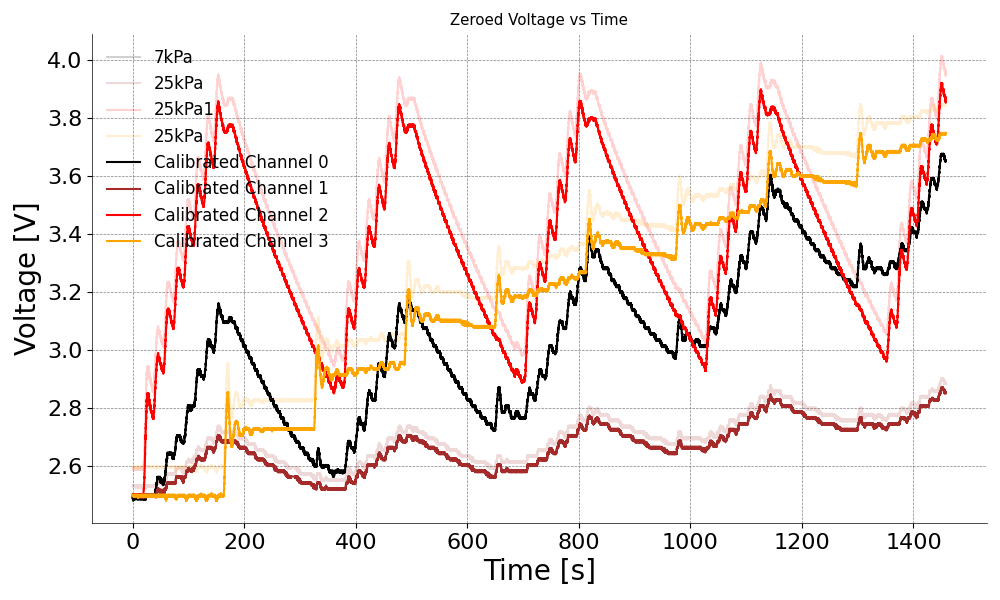 Zeroed Voltage vs Time
7kPa
25kPa
25kPa1
25kPa
Calibrated Channel 0
Calibrated Channel 1
Calibrated Channel 2
Calibrated Channel 3
4.0
3.8
3.6
3.4
3.2
3.0
2.8
2.6
Voltage [V]
0 200 400 600 800 1000 1200 1400
Time [s]